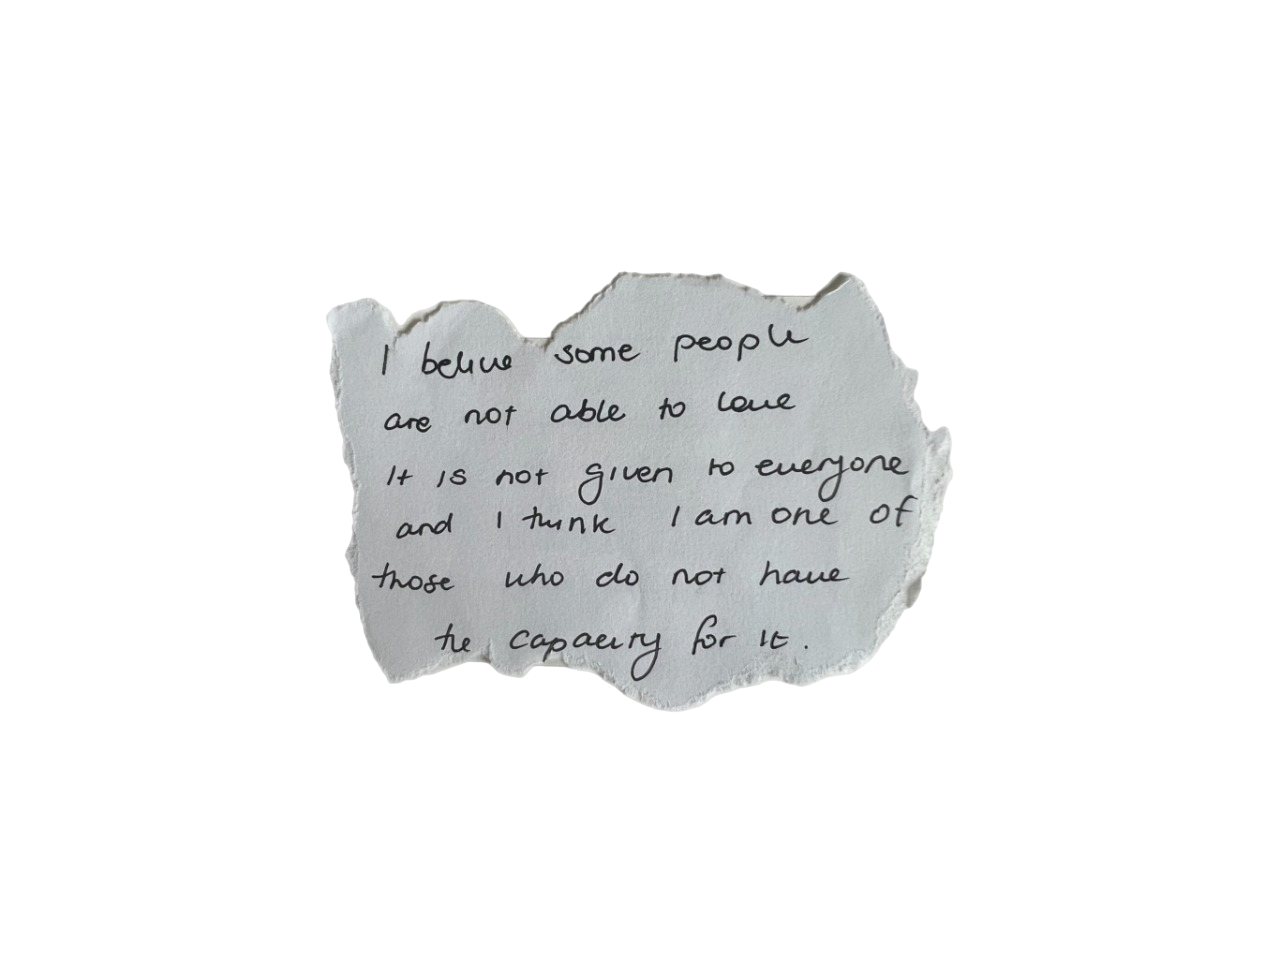 I believe some people
are not able to love
It is not given to everyone
and I think I am one of
those who do not have
the capacity for it.